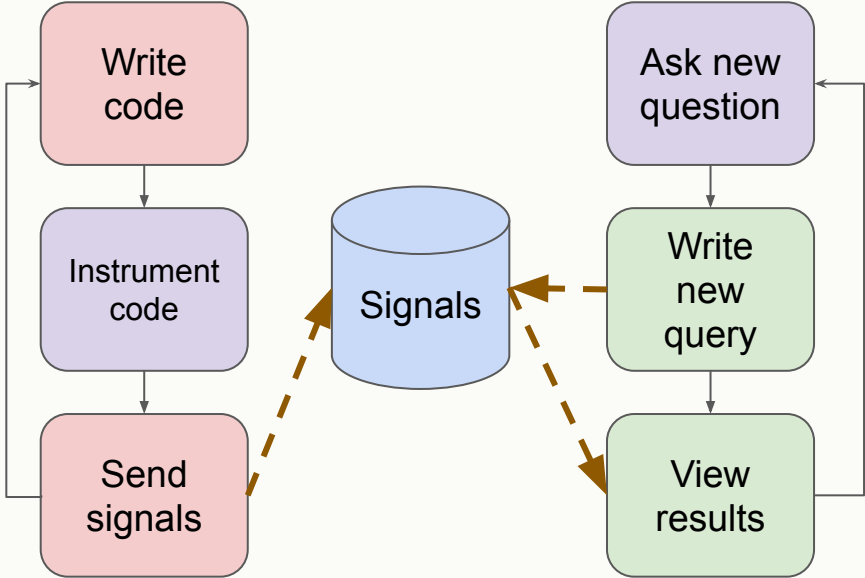 Write
code
Instrument
code
Send
signals
Signals
Ask new
question
Write
new
query
View
results